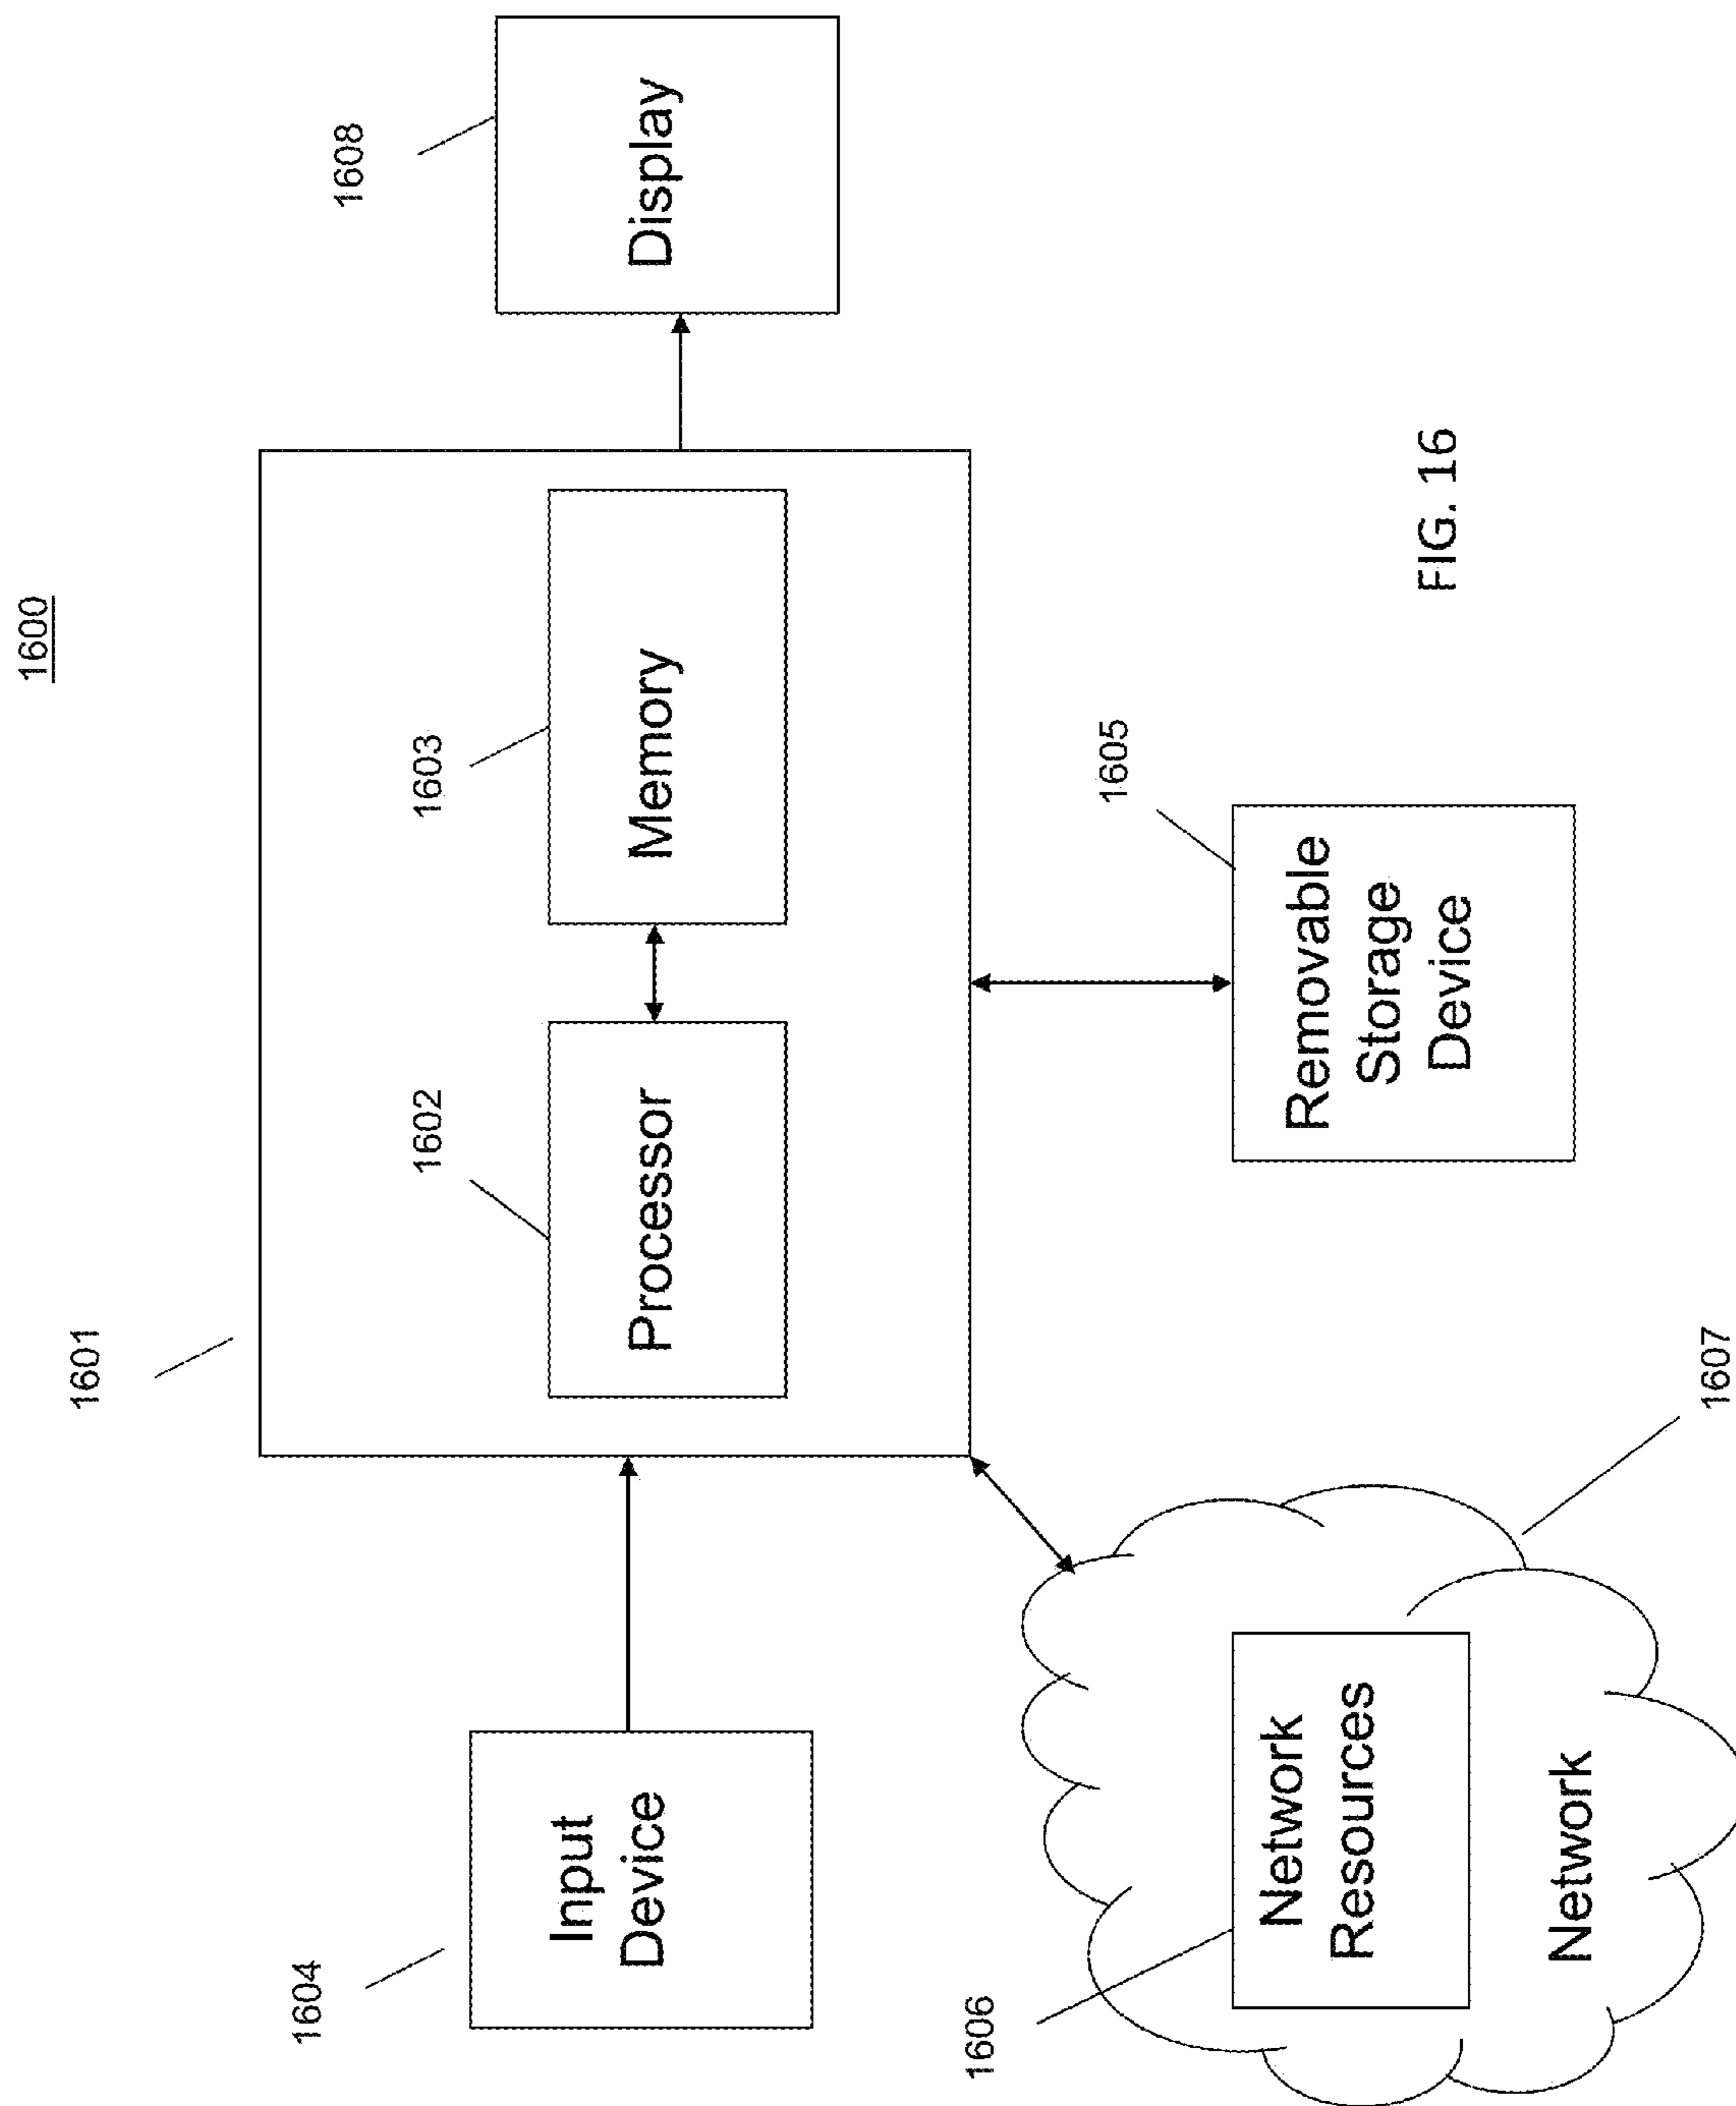 1600
1601
1608
1604
1602
1603
Input
Device
Processor
Memory
Display
1606
1605
Network
Resources
Network
1607
Removable
Storage
Device
FIG. 16